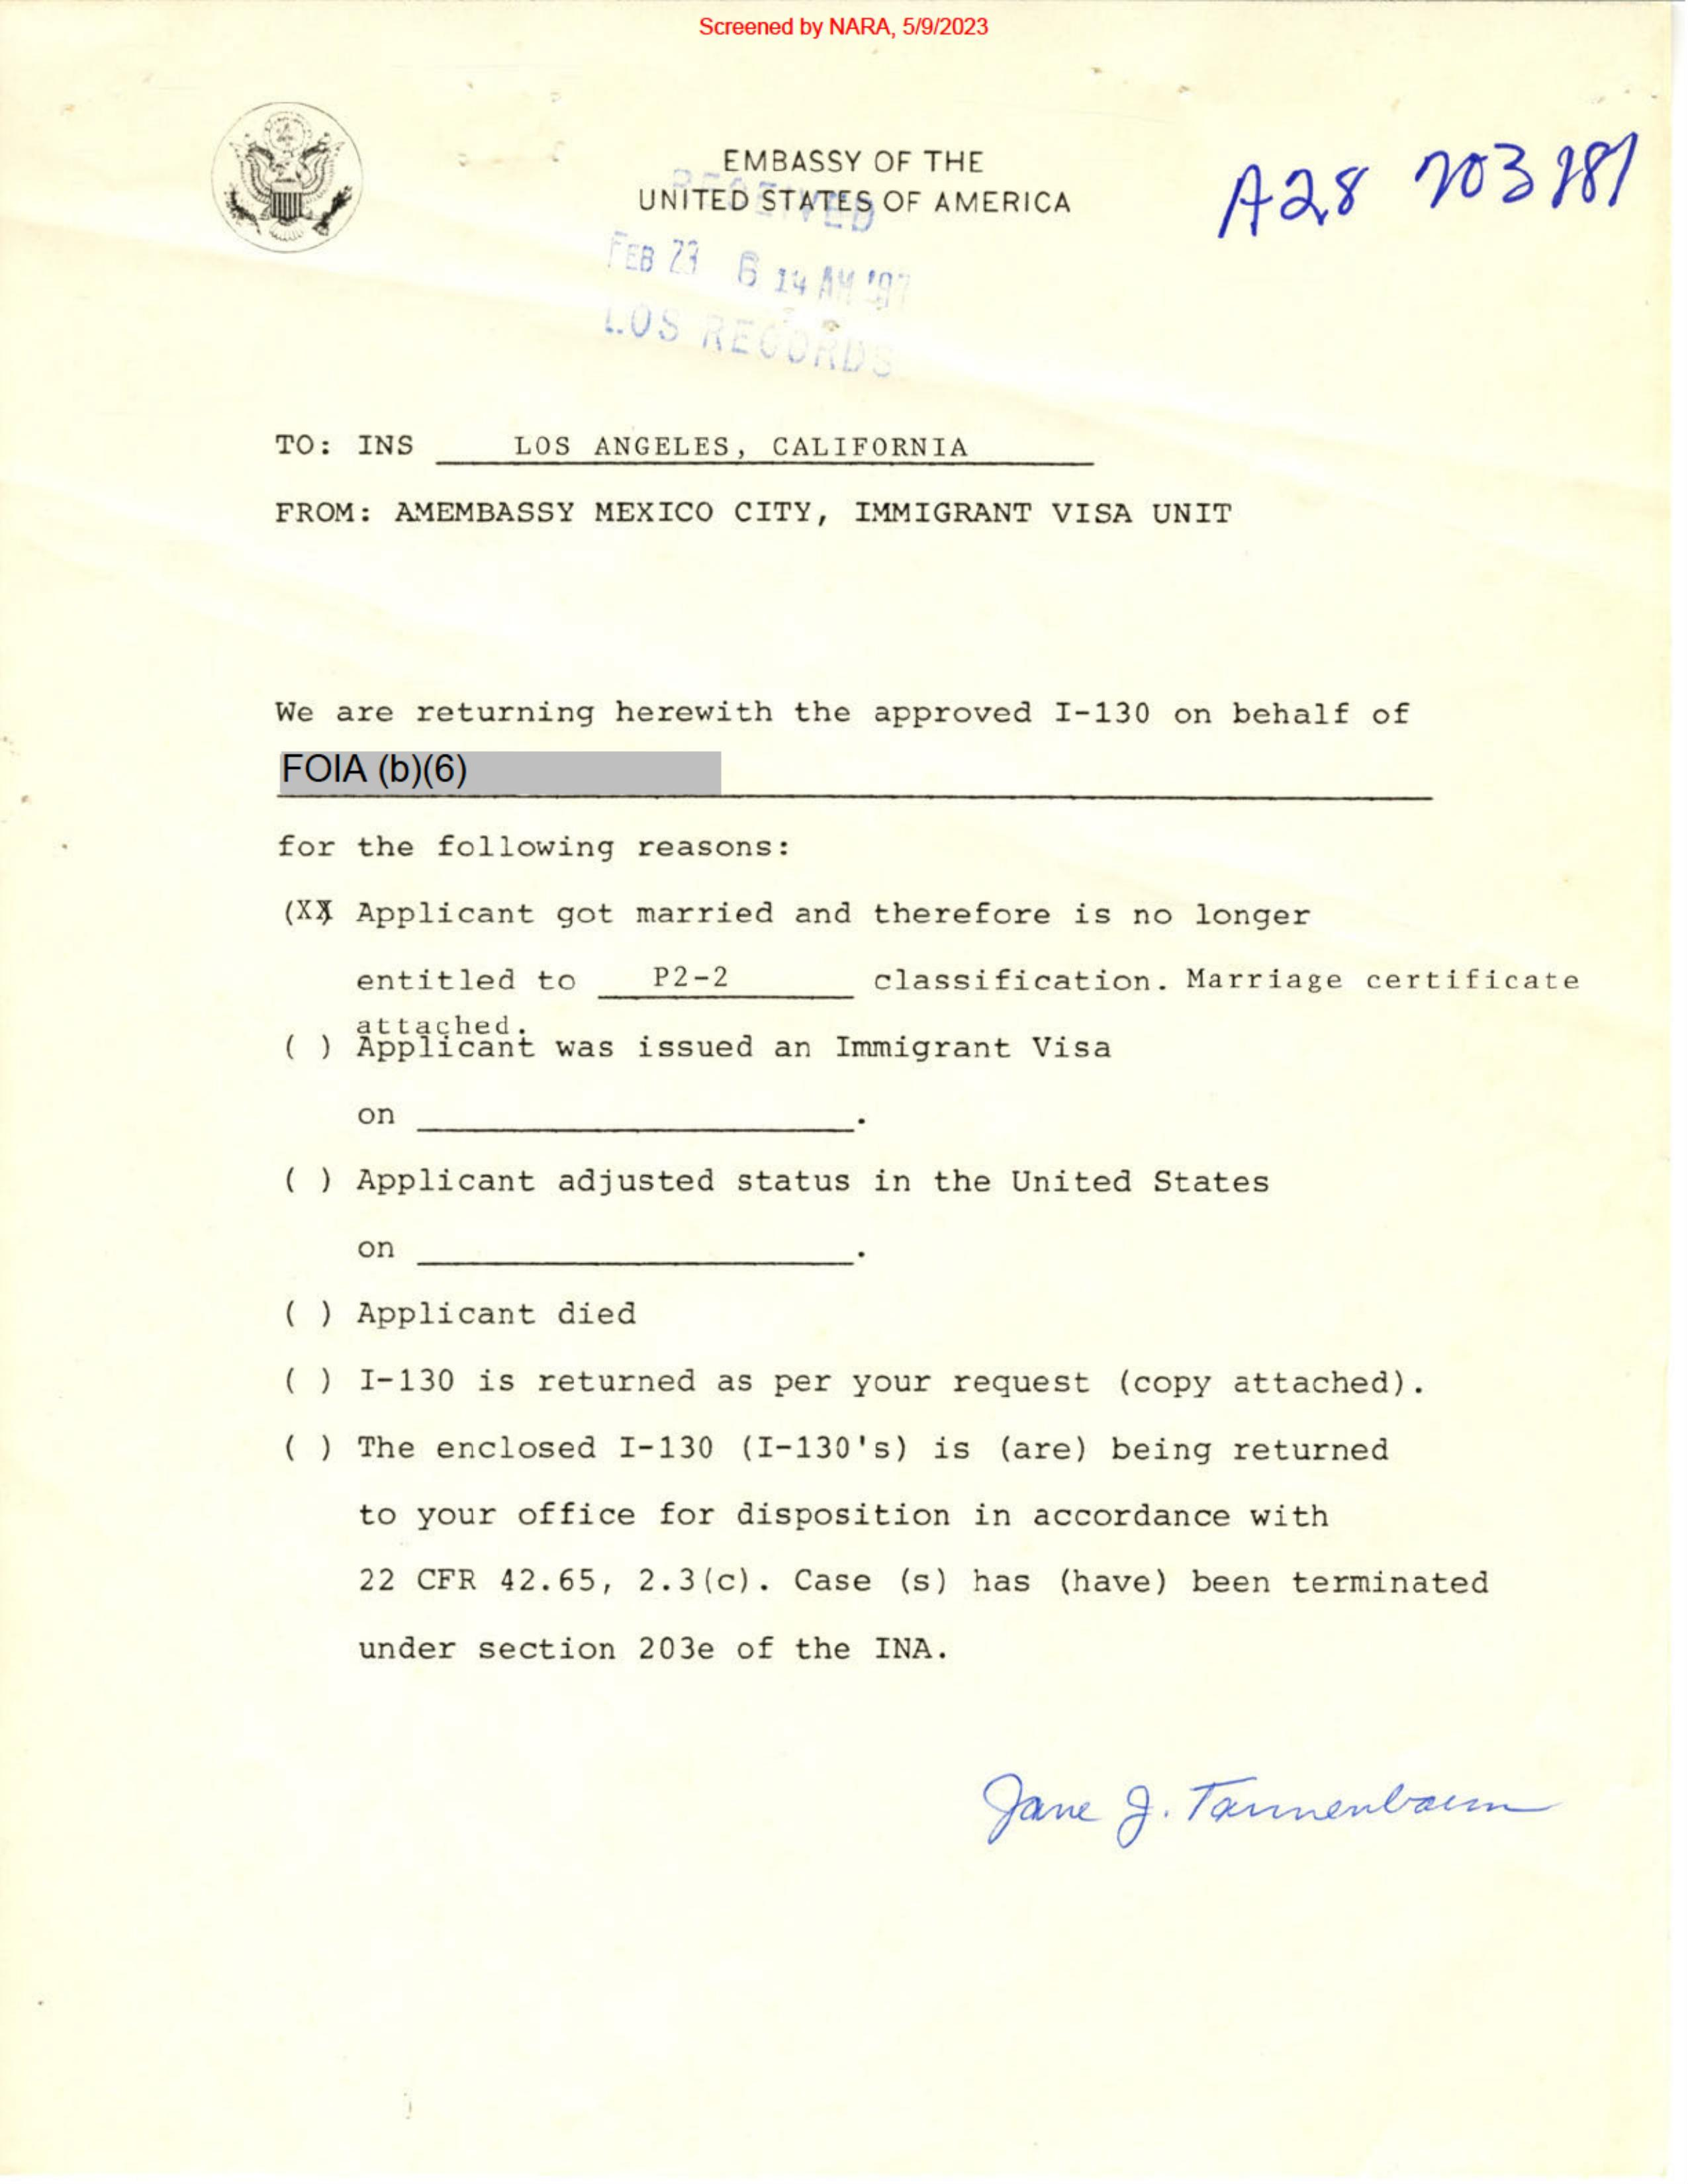 Screened by NARA, 5/9/2023
EMBASSY OF THE
UNITED STATES OF AMERICA
A28 703 781
RECEIVED
FEB 23 6 14 AM '97
LOS RECORDS
TO: INS LOS ANGELES, CALIFORNIA
FROM: AMEMBASSY MEXICO CITY, IMMIGRANT VISA UNIT
We are returning herewith the approved I-130 on behalf of
FOIA (b)(6)
for the following reasons:
(XX) Applicant got married and therefore is no longer
entitled to P2-2 classification. Marriage certificate
attached.
( ) Applicant was issued an Immigrant Visa
on .
( ) Applicant adjusted status in the United States
on .
( ) Applicant died
( ) I-130 is returned as per your request (copy attached).
( ) The enclosed I-130 (I-130's) is (are) being returned
to your office for disposition in accordance with
22 CFR 42.65, 2.3(c). Case (s) has (have) been terminated
under section 203e of the INA.
Jane J. Tannenbaum